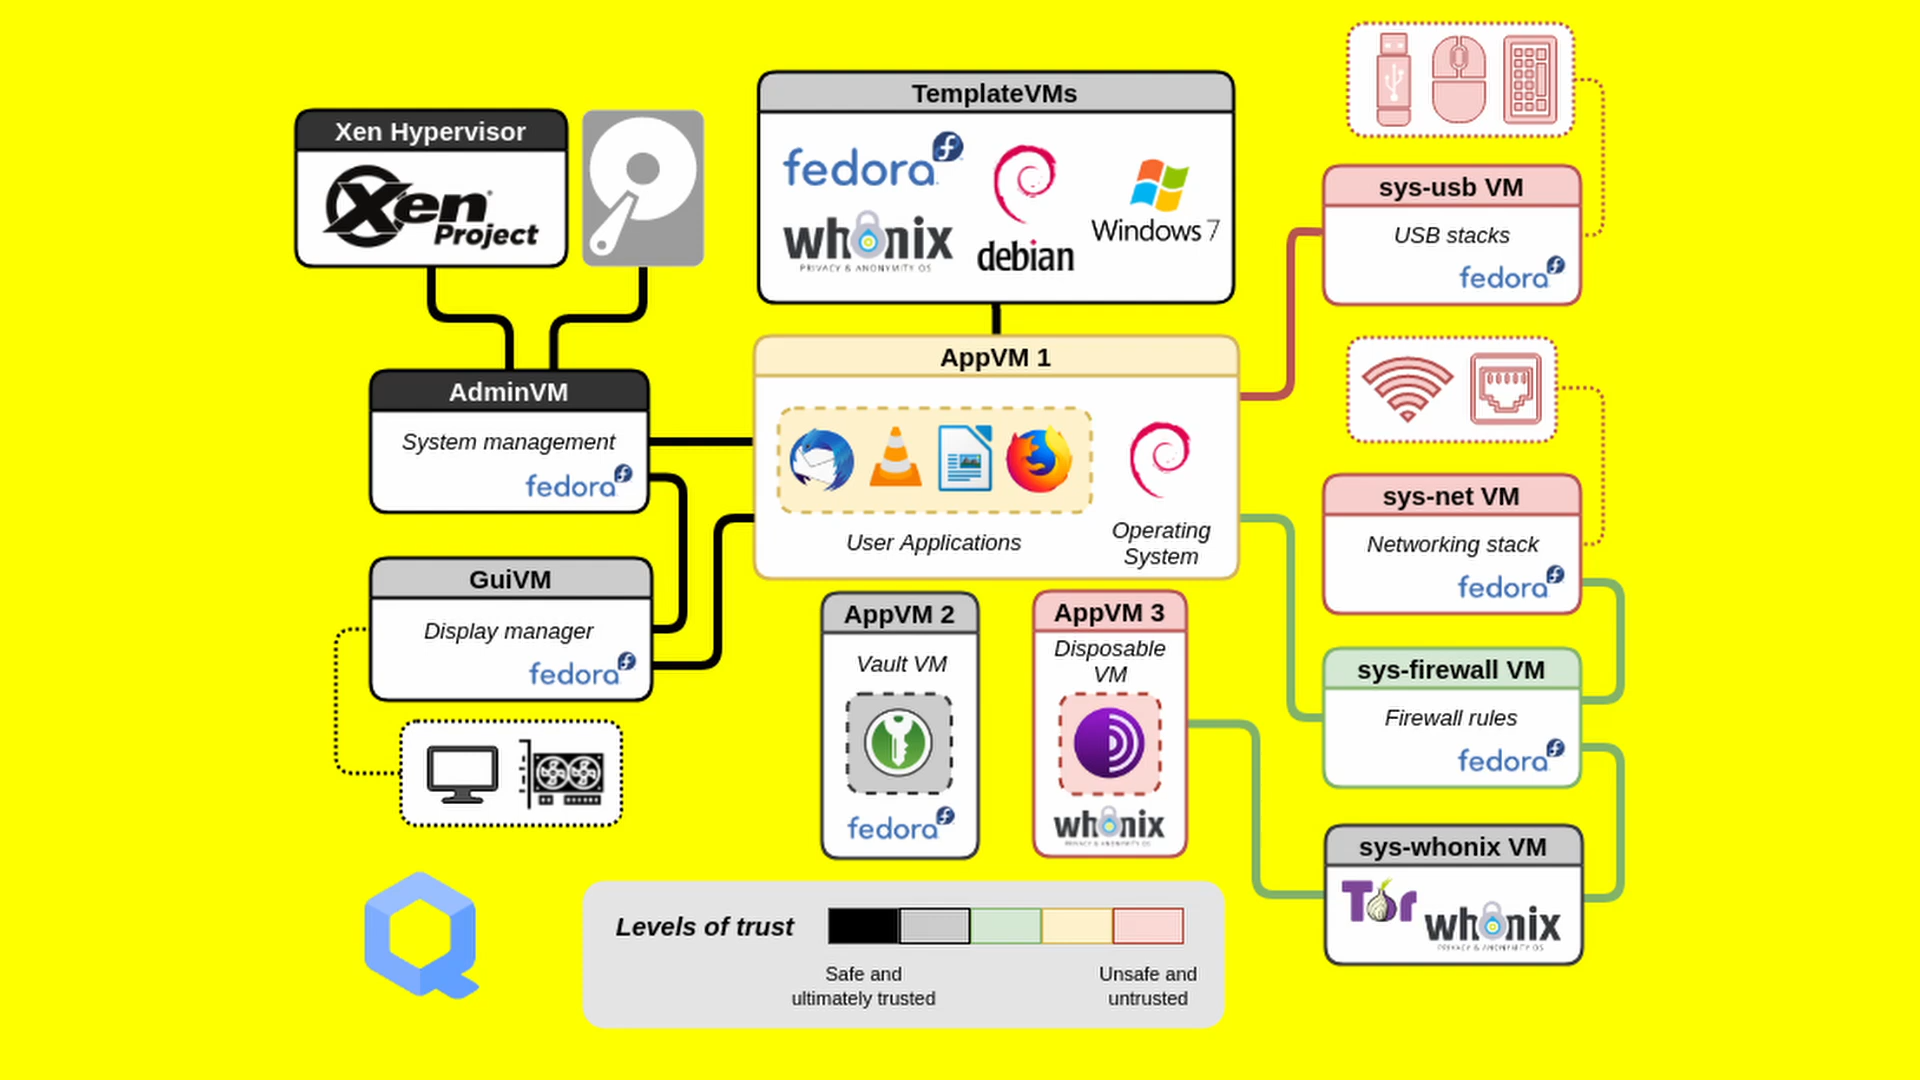 Xen Hypervisor
Xen
Project
TemplateVMs
fedora
whonix
PRIVACY & ANONYMITY OS
debian
Windows 7
AdminVM
System management
fedora
GuiVM
Display manager
fedora
AppVM 1
User Applications
Operating
System
AppVM 2
Vault VM
fedora
AppVM 3
Disposable
VM
whonix
PRIVACY & ANONYMITY OS
sys-usb VM
USB stacks
fedora
sys-net VM
Networking stack
fedora
sys-firewall VM
Firewall rules
fedora
sys-whonix VM
Tor
whonix
PRIVACY & ANONYMITY OS
Levels of trust
Safe and
ultimately trusted
Unsafe and
untrusted